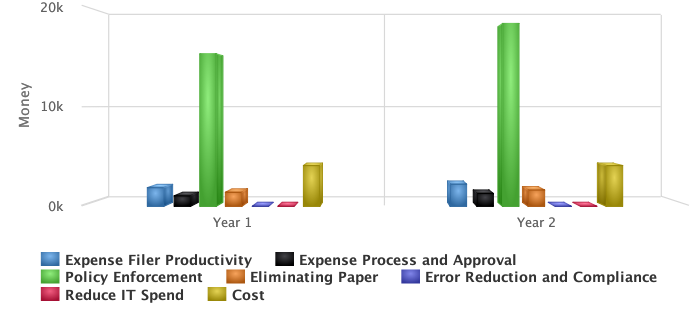 20k
Money
10k
0k
Year 1 Year 2
Expense Filer Productivity Expense Process and Approval
Policy Enforcement Eliminating Paper Error Reduction and Compliance
Reduce IT Spend Cost